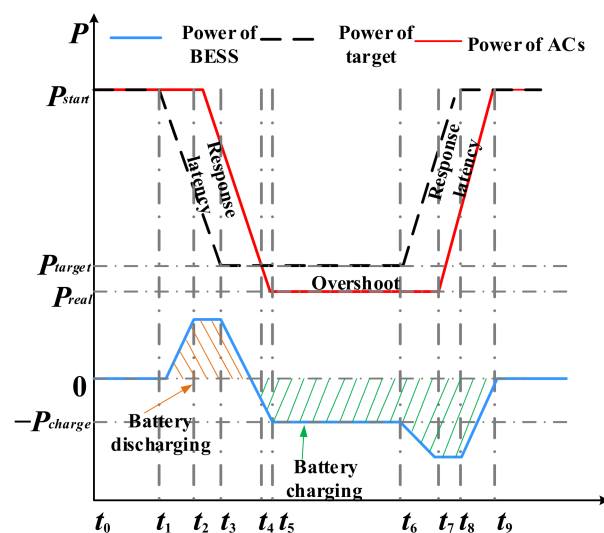 P
Power of BESS
Power of target
Power of ACs
Pstart
Response latency
Response latency
Ptarget
Overshoot
Preal
0
Battery discharging
−Pcharge
Battery charging
t0 t1 t2 t3 t4 t5 t6 t7 t8 t9